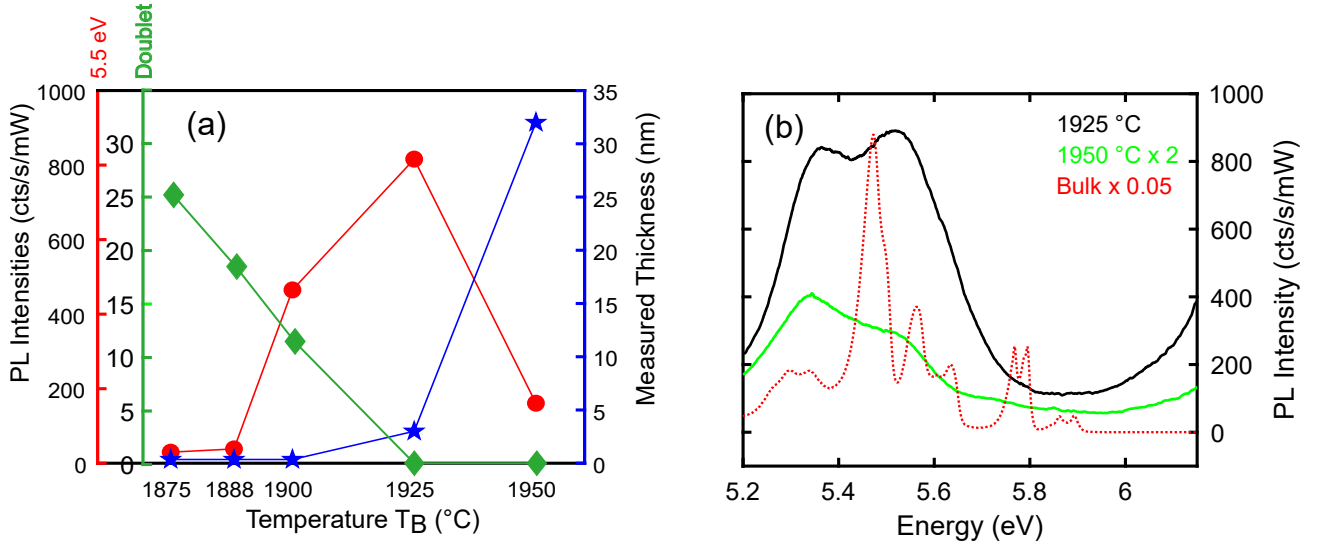 5.5 eV
Doublet
PL Intensities (cts/s/mW)
1000
800
600
400
200
0
30
25
20
15
10
5
0
(a)
35
30
25
20
15
10
5
0
Measured Thickness (nm)
1875 1888 1900 1925 1950
Temperature TB (°C)
(b)
1925 °C
1950 °C x 2
Bulk x 0.05
1000
800
600
400
200
0
PL Intensity (cts/s/mW)
5.2 5.4 5.6 5.8 6
Energy (eV)